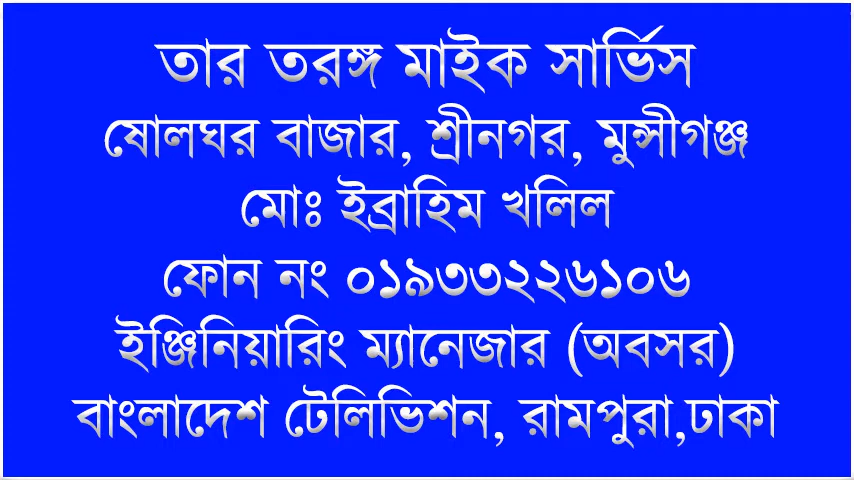 তার তরঙ্গ মাইক সার্ভিস
ষোলঘর বাজার, শ্রীনগর, মুন্সীগঞ্জ
মোঃ ইব্রাহিম খলিল
ফোন নং ০১৯৩৩২২৬১০৬
ইঞ্জিনিয়ারিং ম্যানেজার (অবসর)
বাংলাদেশ টেলিভিশন, রামপুরা,ঢাকা